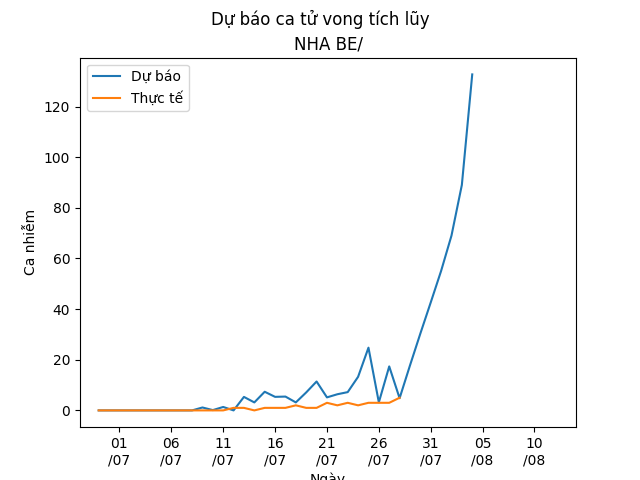 Dự báo ca tử vong tích lũy
NHA BE/
Dự báo
Thực tế
Ca nhiễm
120
100
80
60
40
20
0
01 06 11 16 21 26 31 05 10
/07 /07 /07 /07 /07 /07 /07 /08 /08
Ngày